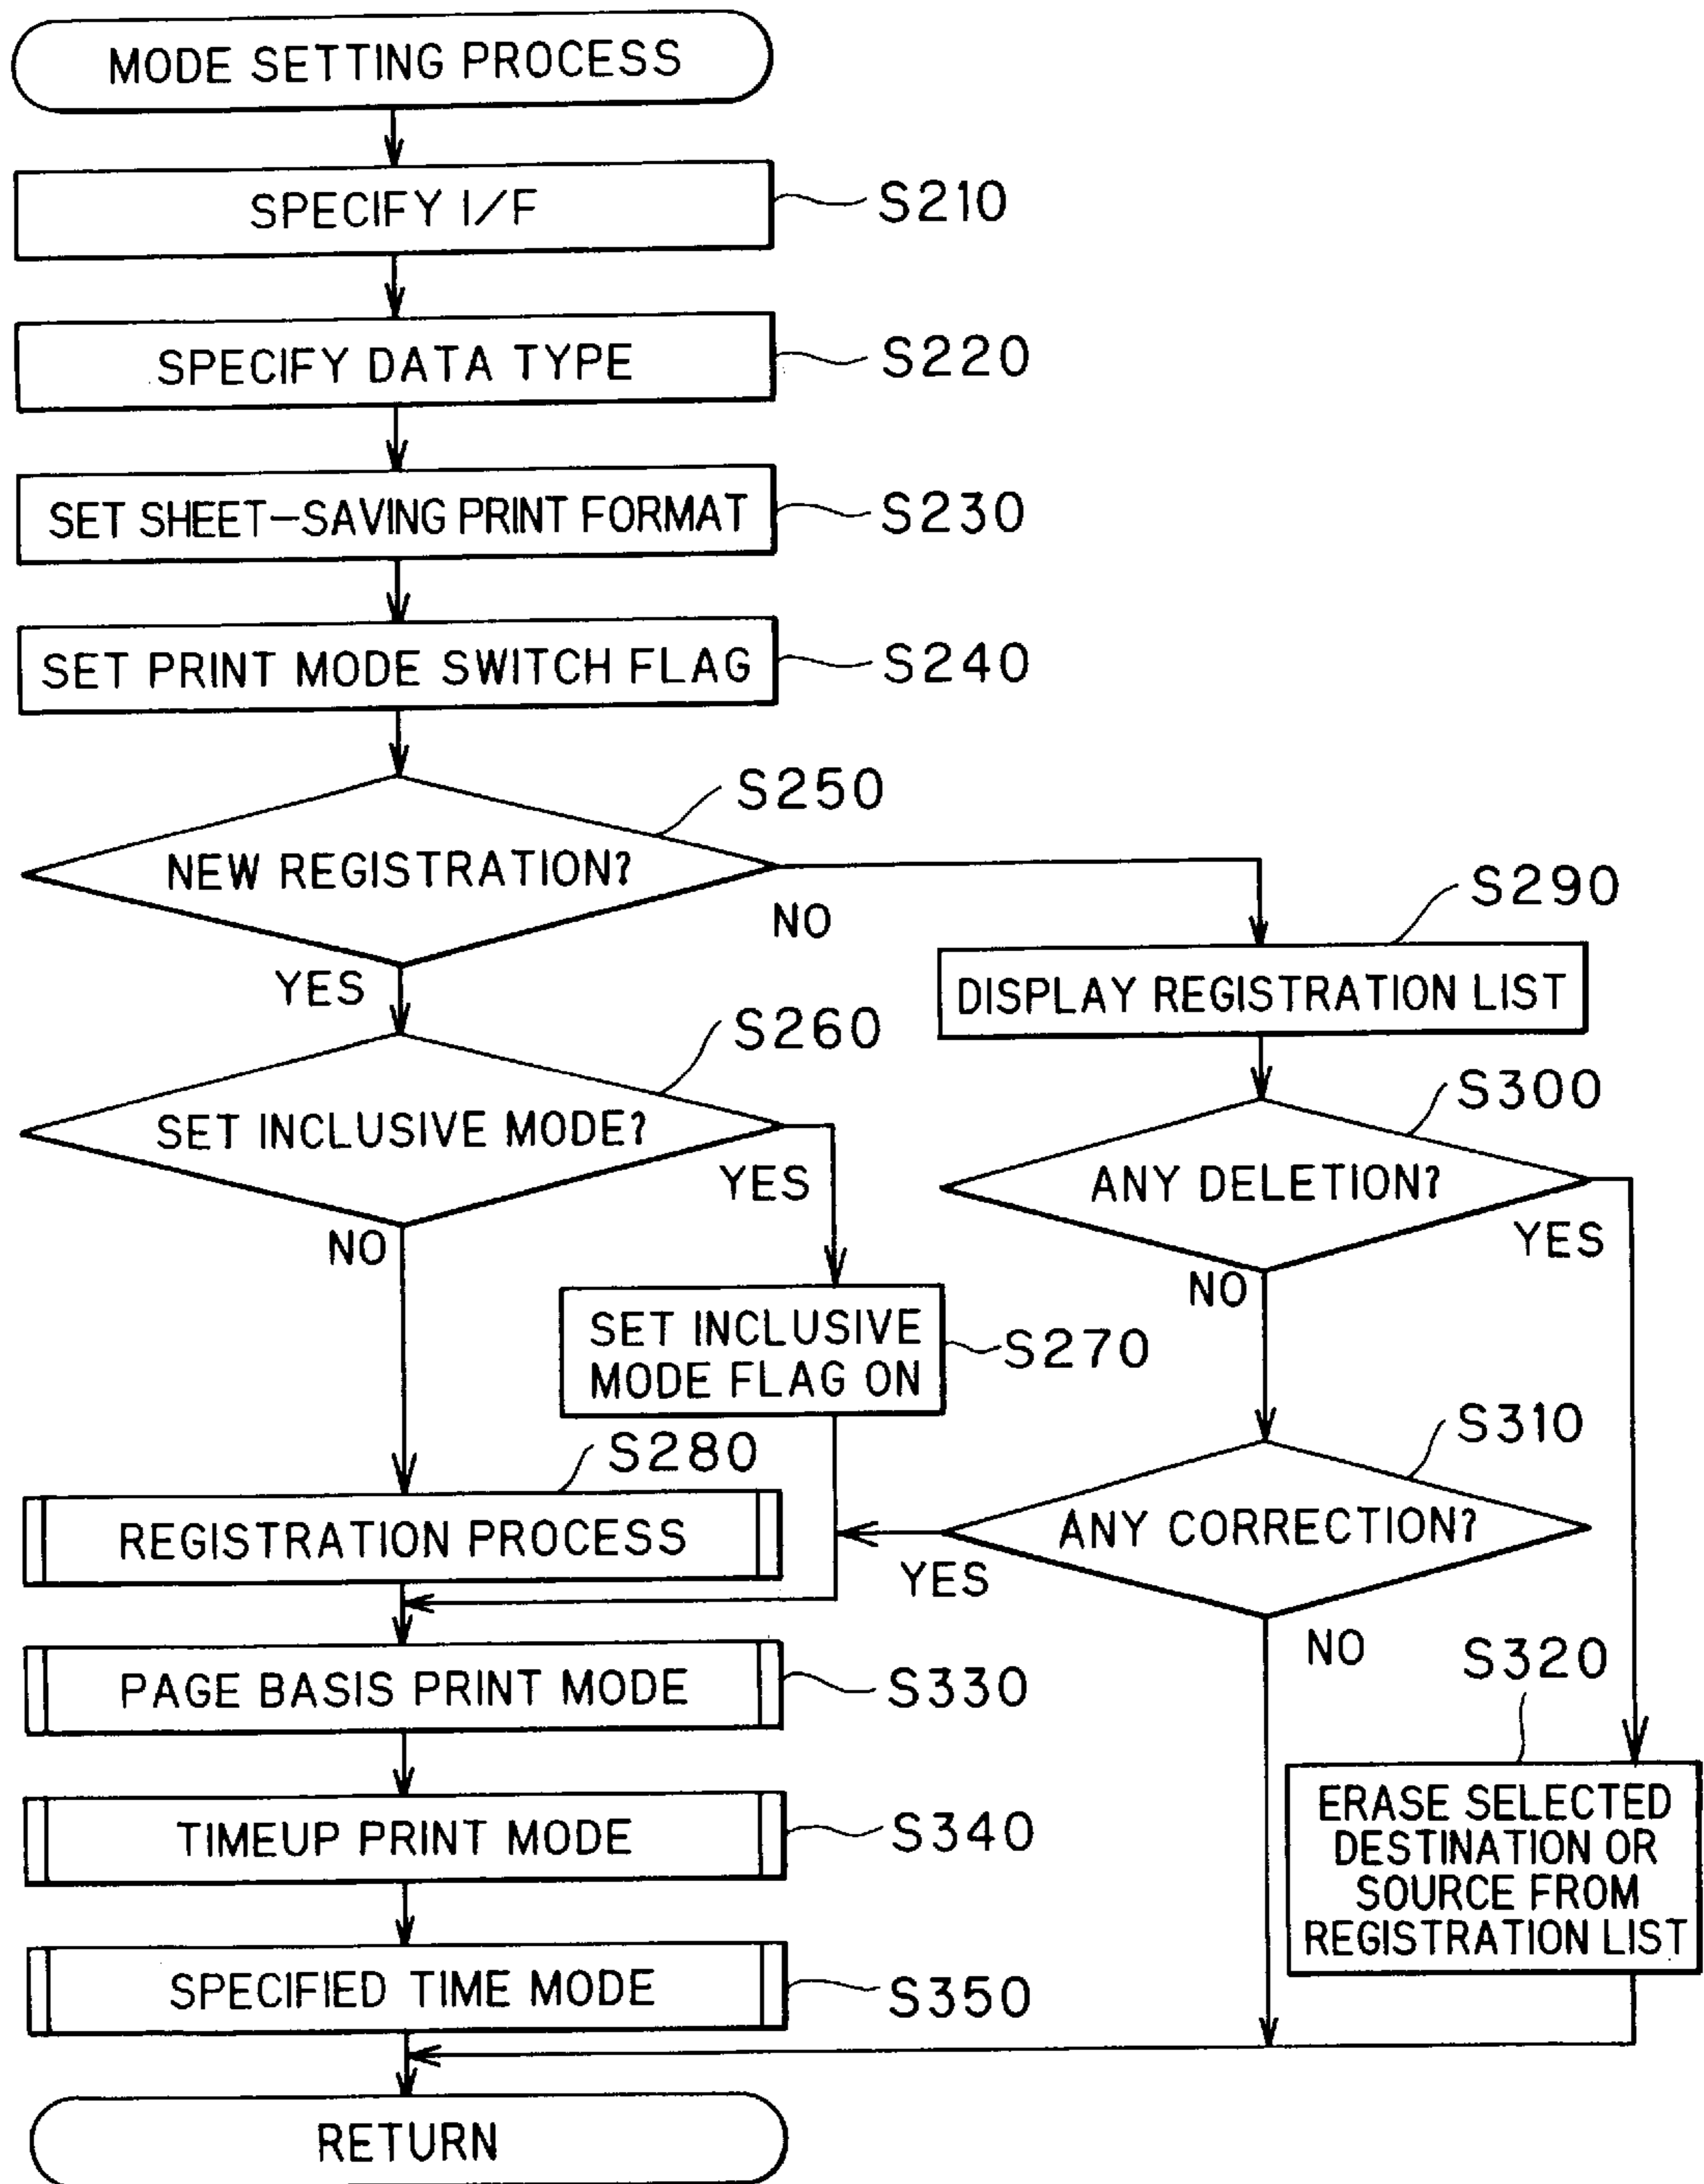 MODE SETTING PROCESS
SPECIFY I/F
S210
SPECIFY DATA TYPE
S220
SET SHEET-SAVING PRINT FORMAT
S230
SET PRINT MODE SWITCH FLAG
S240
S250
NEW REGISTRATION?
NO
YES
S290
DISPLAY REGISTRATION LIST
S260
SET INCLUSIVE MODE?
YES
NO
S300
ANY DELETION?
YES
NO
SET INCLUSIVE
MODE FLAG ON
S270
S310
ANY CORRECTION?
YES
NO
S280
REGISTRATION PROCESS
PAGE BASIS PRINT MODE
S330
S320
ERASE SELECTED
DESTINATION OR
SOURCE FROM
REGISTRATION LIST
TIMEUP PRINT MODE
S340
SPECIFIED TIME MODE
S350
RETURN